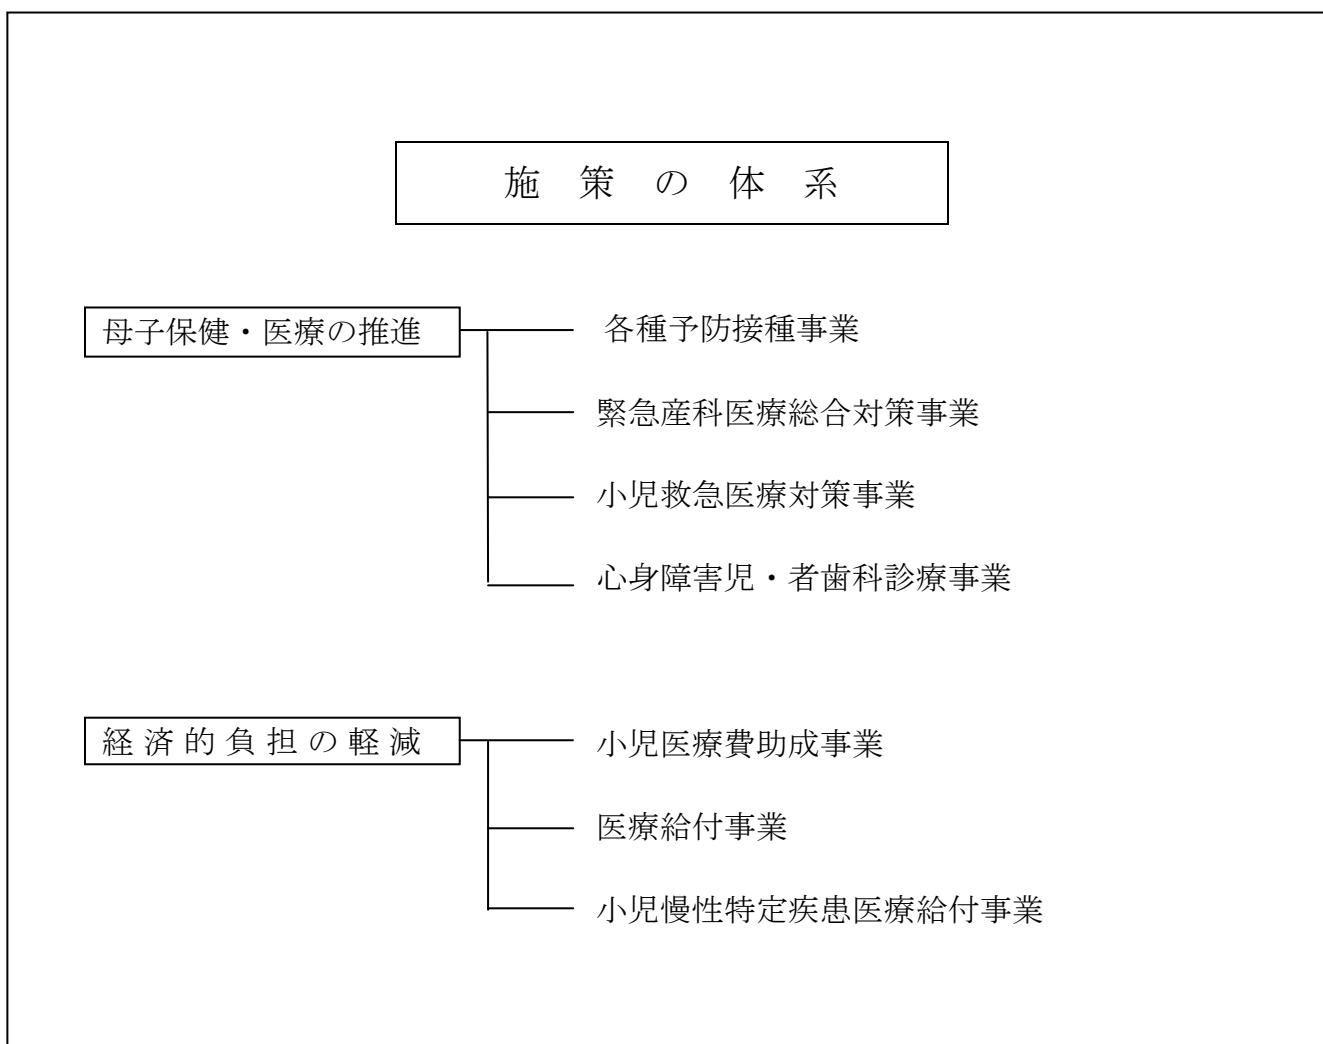 施策の体系
母子保健・医療の推進
各種予防接種事業
緊急産科医療総合対策事業
小児救急医療対策事業
心身障害児・者歯科診療事業
経済的負担の軽減
小児医療費助成事業
医療給付事業
小児慢性特定疾患医療給付事業